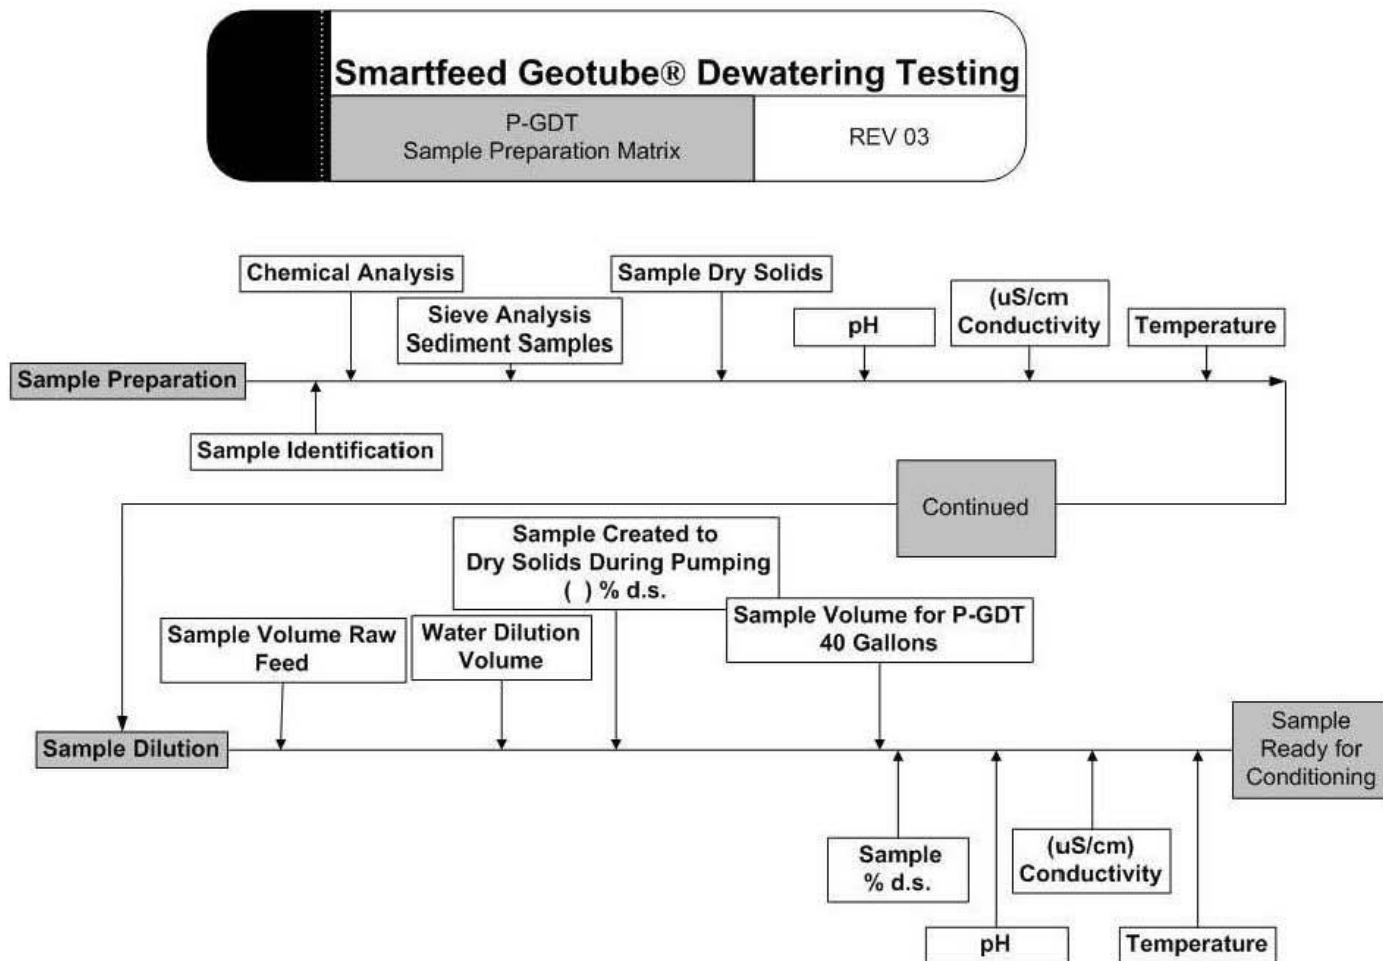 Smartfeed Geotube® Dewatering Testing
P-GDT
Sample Preparation Matrix
REV 03
Chemical Analysis
Sample Dry Solids
Sieve Analysis
Sediment Samples
pH
(uS/cm
Conductivity
Temperature
Sample Preparation
Sample Identification
Continued
Sample Created to
Dry Solids During Pumping
( ) % d.s.
Sample Volume for P-GDT
40 Gallons
Sample Volume Raw
Feed
Water Dilution
Volume
Sample Dilution
Sample
Ready for
Conditioning
Sample
% d.s.
(uS/cm)
Conductivity
pH
Temperature